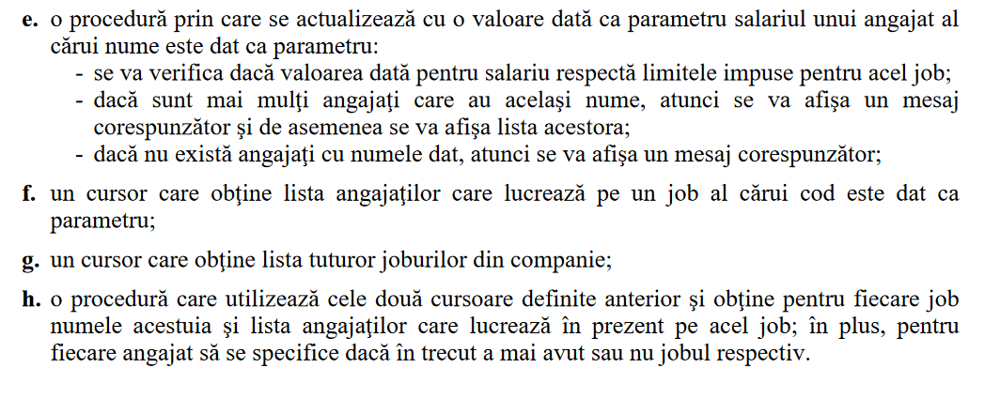 e. o procedură prin care se actualizează cu o valoare dată ca parametru salariul unui angajat al
cărui nume este dat ca parametru:
- se va verifica dacă valoarea dată pentru salariu respectă limitele impuse pentru acel job;
- dacă sunt mai mulţi angajaţi care au acelaşi nume, atunci se va afişa un mesaj
corespunzător şi de asemenea se va afişa lista acestora;
- dacă nu există angajaţi cu numele dat, atunci se va afişa un mesaj corespunzător;
f. un cursor care obţine lista angajaţilor care lucrează pe un job al cărui cod este dat ca
parametru;
g. un cursor care obţine lista tuturor joburilor din companie;
h. o procedură care utilizează cele două cursoare definite anterior şi obţine pentru fiecare job
numele acestuia şi lista angajaţilor care lucrează în prezent pe acel job; în plus, pentru
fiecare angajat să se specifice dacă în trecut a mai avut sau nu jobul respectiv.